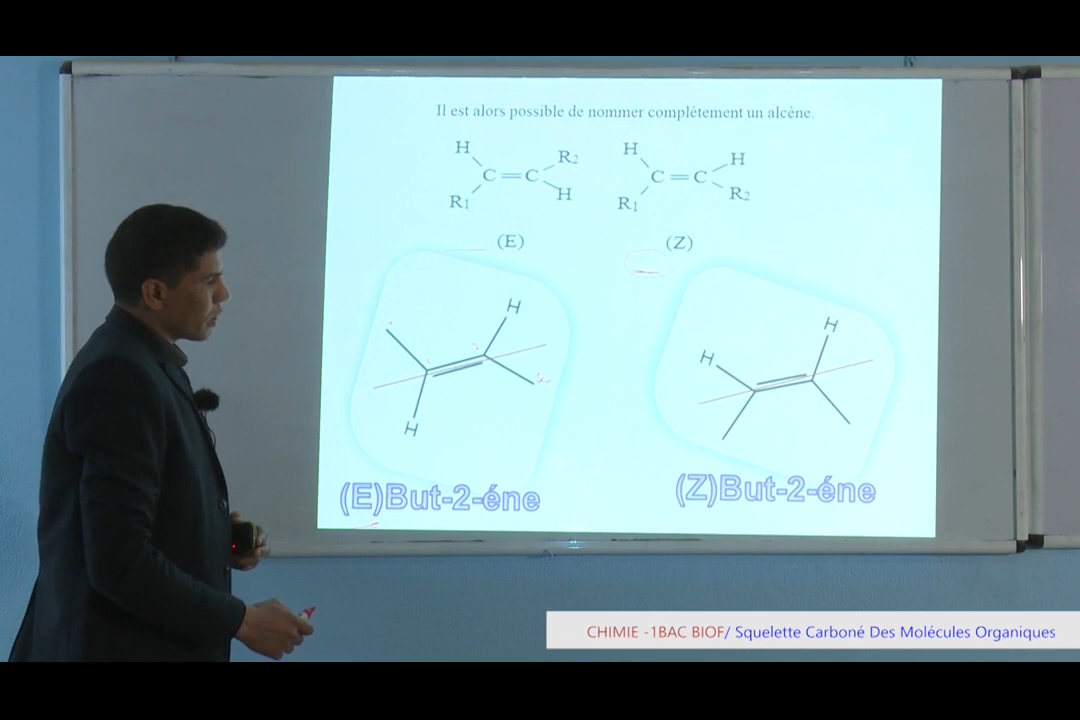 Il est alors possible de nommer complètement un alcène.
H R2 H H
C=C C=C
R1 H R1 R2
(E) (Z)
H H
H
H
(E)But-2-éne (Z)But-2-éne
CHIMIE -1BAC BIOF/ Squelette Carboné Des Molécules Organiques